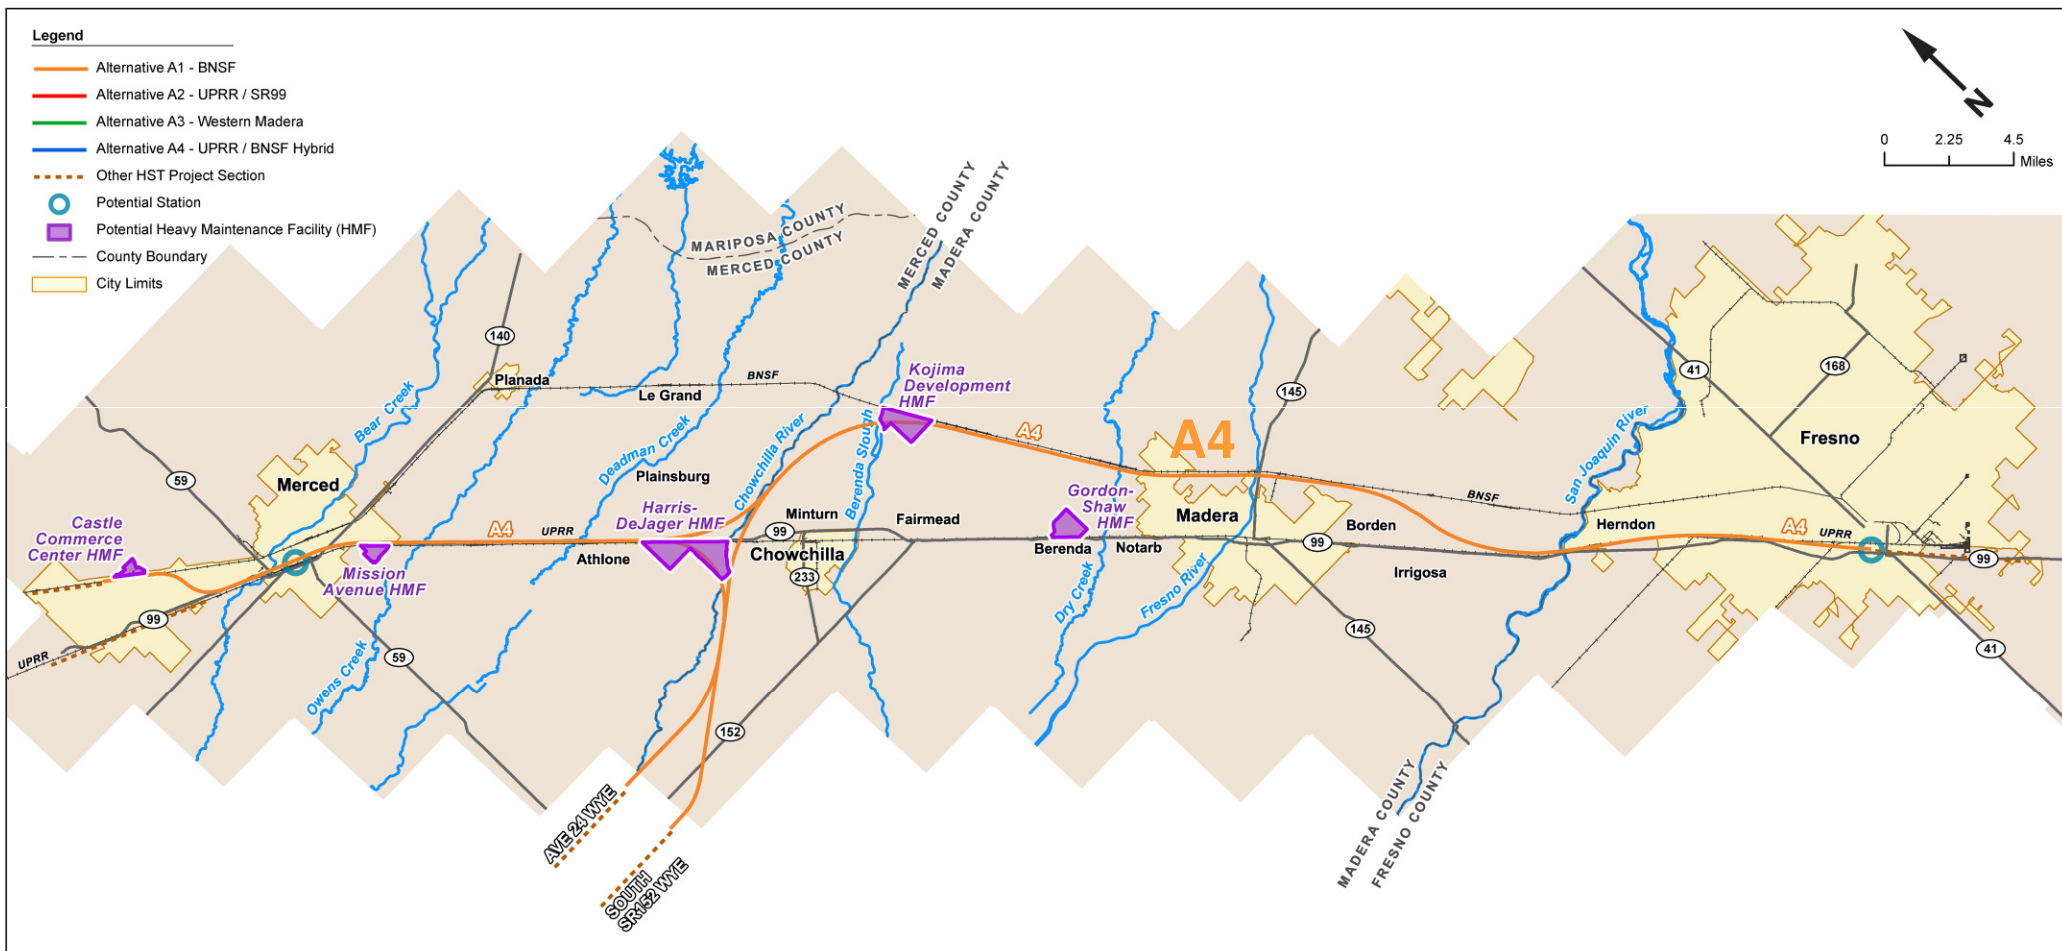 Legend
Alternative A1 - BNSF
Alternative A2 - UPRR / SR99
Alternative A3 - Western Madera
Alternative A4 - UPRR / BNSF Hybrid
Other HST Project Section
Potential Station
Potential Heavy Maintenance Facility (HMF)
County Boundary
City Limits
N
0 2.25 4.5
Miles
MARIPOSA COUNTY
MERCED COUNTY
MERCED COUNTY
MADERA COUNTY
140
Planada
BNSF
Le Grand
Kojima
Development
HMF
Bear Creek
Deadman Creek
Chowchilla River
Berenda Slough
A4
A4
145
41
168
Fresno
San Joaquin River
59
Merced
Plainsburg
Harris-
DeJager HMF
Gordon-
Shaw
HMF
Madera
BNSF
Castle
Commerce
Center HMF
A4
UPRR
99
Minturn
Fairmead
Borden
Herndon
A4
UPRR
Athlone
Chowchilla
Berenda
Notarb
99
99
Mission
Avenue HMF
233
Irrigosa
Dry Creek
Fresno River
99
UPRR
Owens Creek
59
145
41
152
AVE 24 WYE
SOUTH
SR152 WYE
MADERA COUNTY
FRESNO COUNTY